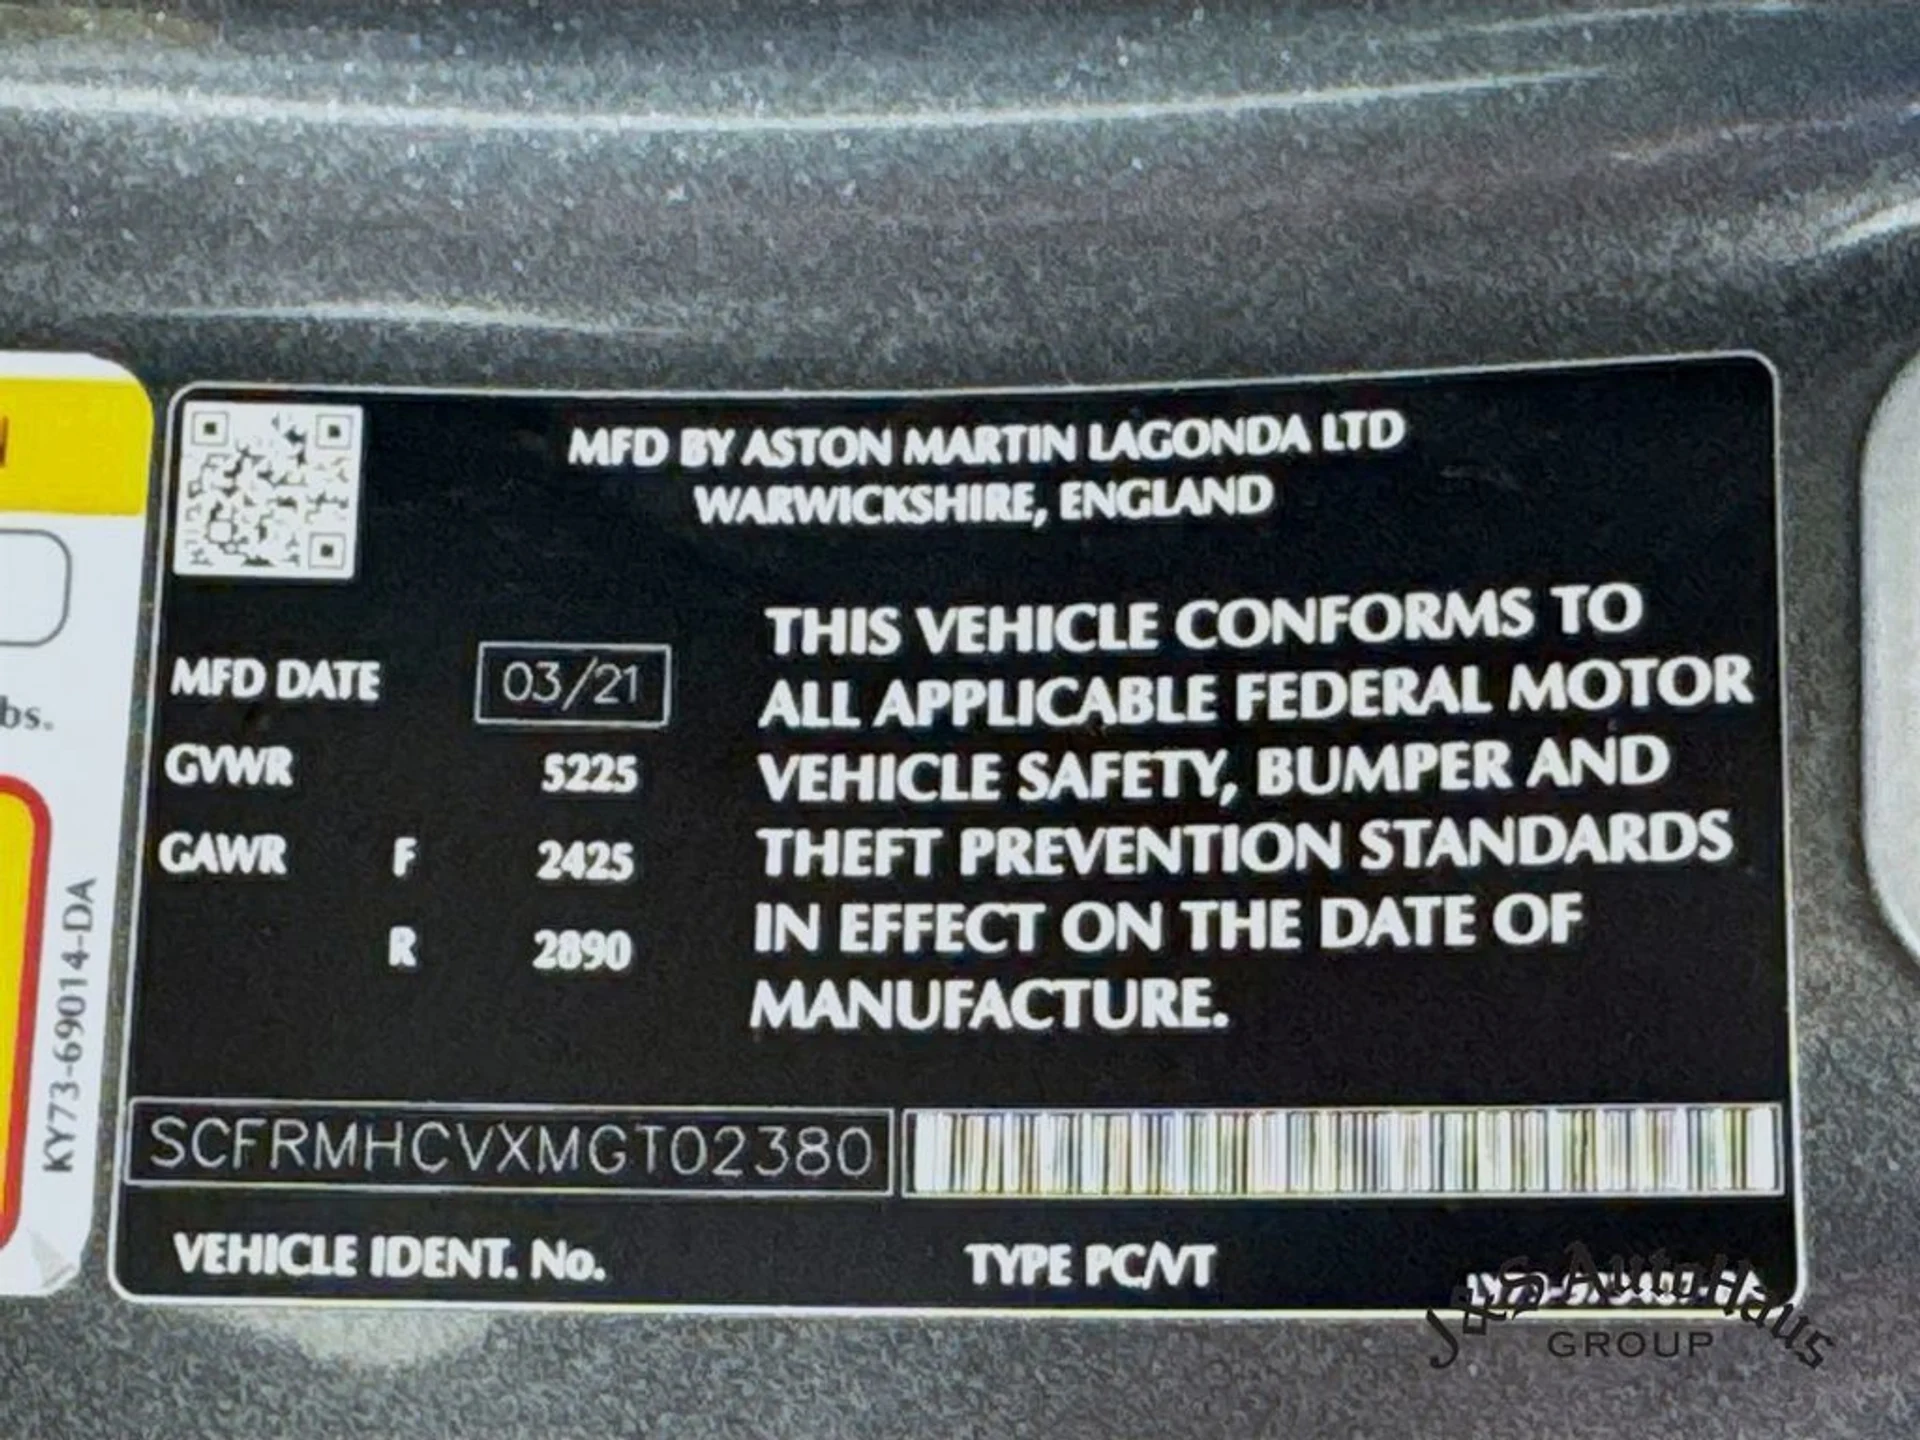 MFD BY ASTON MARTIN LAGONDA LTD
WARWICKSHIRE, ENGLAND
MFD DATE 03/21
GVWR 5225
GAWR F 2425
R 2890
THIS VEHICLE CONFORMS TO
ALL APPLICABLE FEDERAL MOTOR
VEHICLE SAFETY, BUMPER AND
THEFT PREVENTION STANDARDS
IN EFFECT ON THE DATE OF
MANUFACTURE.
SCFRMHCVXMGT02380
VEHICLE IDENT. No.
TYPE PC/VT
bs.
KY73-69014-DA
J&S AutoHaus
GROUP